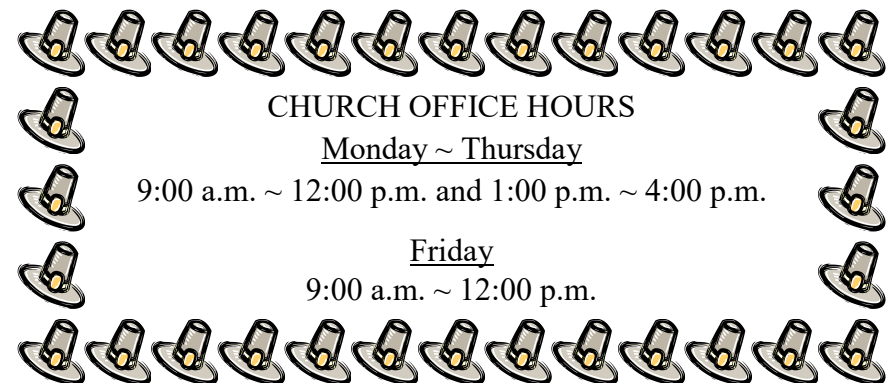 CHURCH OFFICE HOURS
Monday ~ Thursday
9:00 a.m. ~ 12:00 p.m. and 1:00 p.m. ~ 4:00 p.m.
Friday
9:00 a.m. ~ 12:00 p.m.